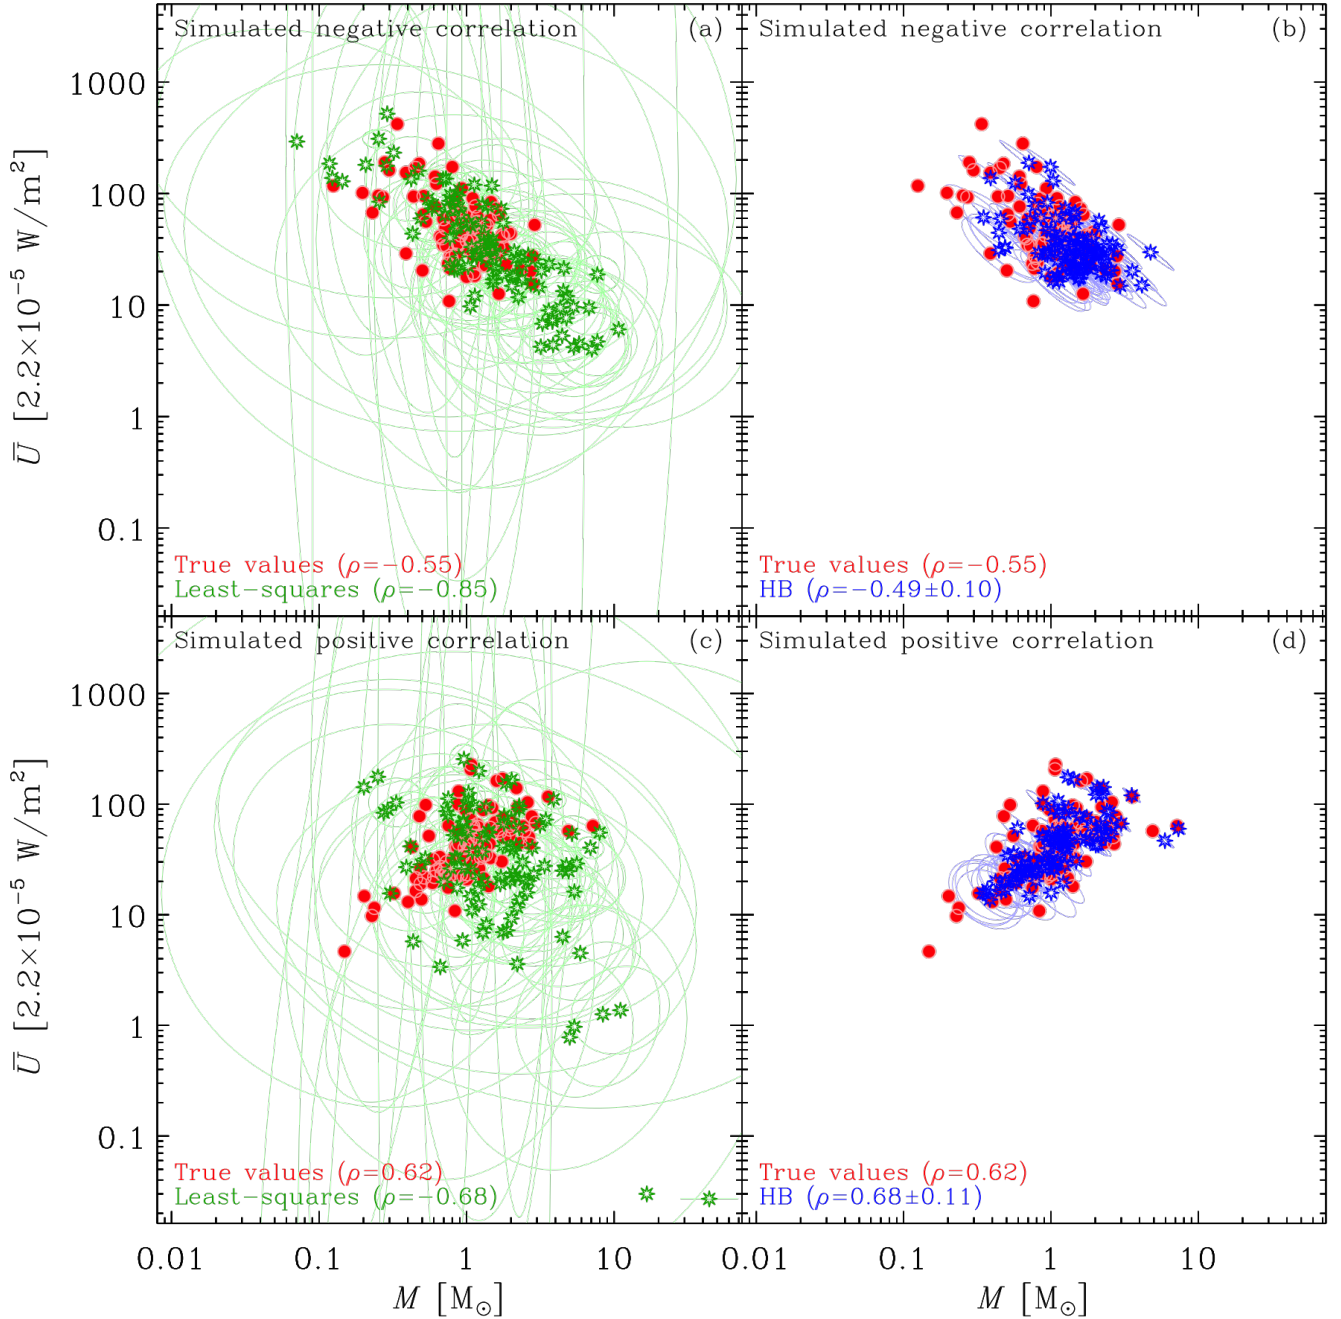 Simulated negative correlation (a)
Simulated negative correlation (b)
1000
100
10
1
0.1
U̅ [2.2×10⁻⁵ W/m²]
True values (ρ=−0.55)
Least−squares (ρ=−0.85)
True values (ρ=−0.55)
HB (ρ=−0.49±0.10)
Simulated positive correlation (c)
Simulated positive correlation (d)
1000
100
10
1
0.1
U̅ [2.2×10⁻⁵ W/m²]
True values (ρ=0.62)
Least−squares (ρ=−0.68)
True values (ρ=0.62)
HB (ρ=0.68±0.11)
0.01 0.1 1 10 0.01 0.1 1 10
M [M☉]
M [M☉]